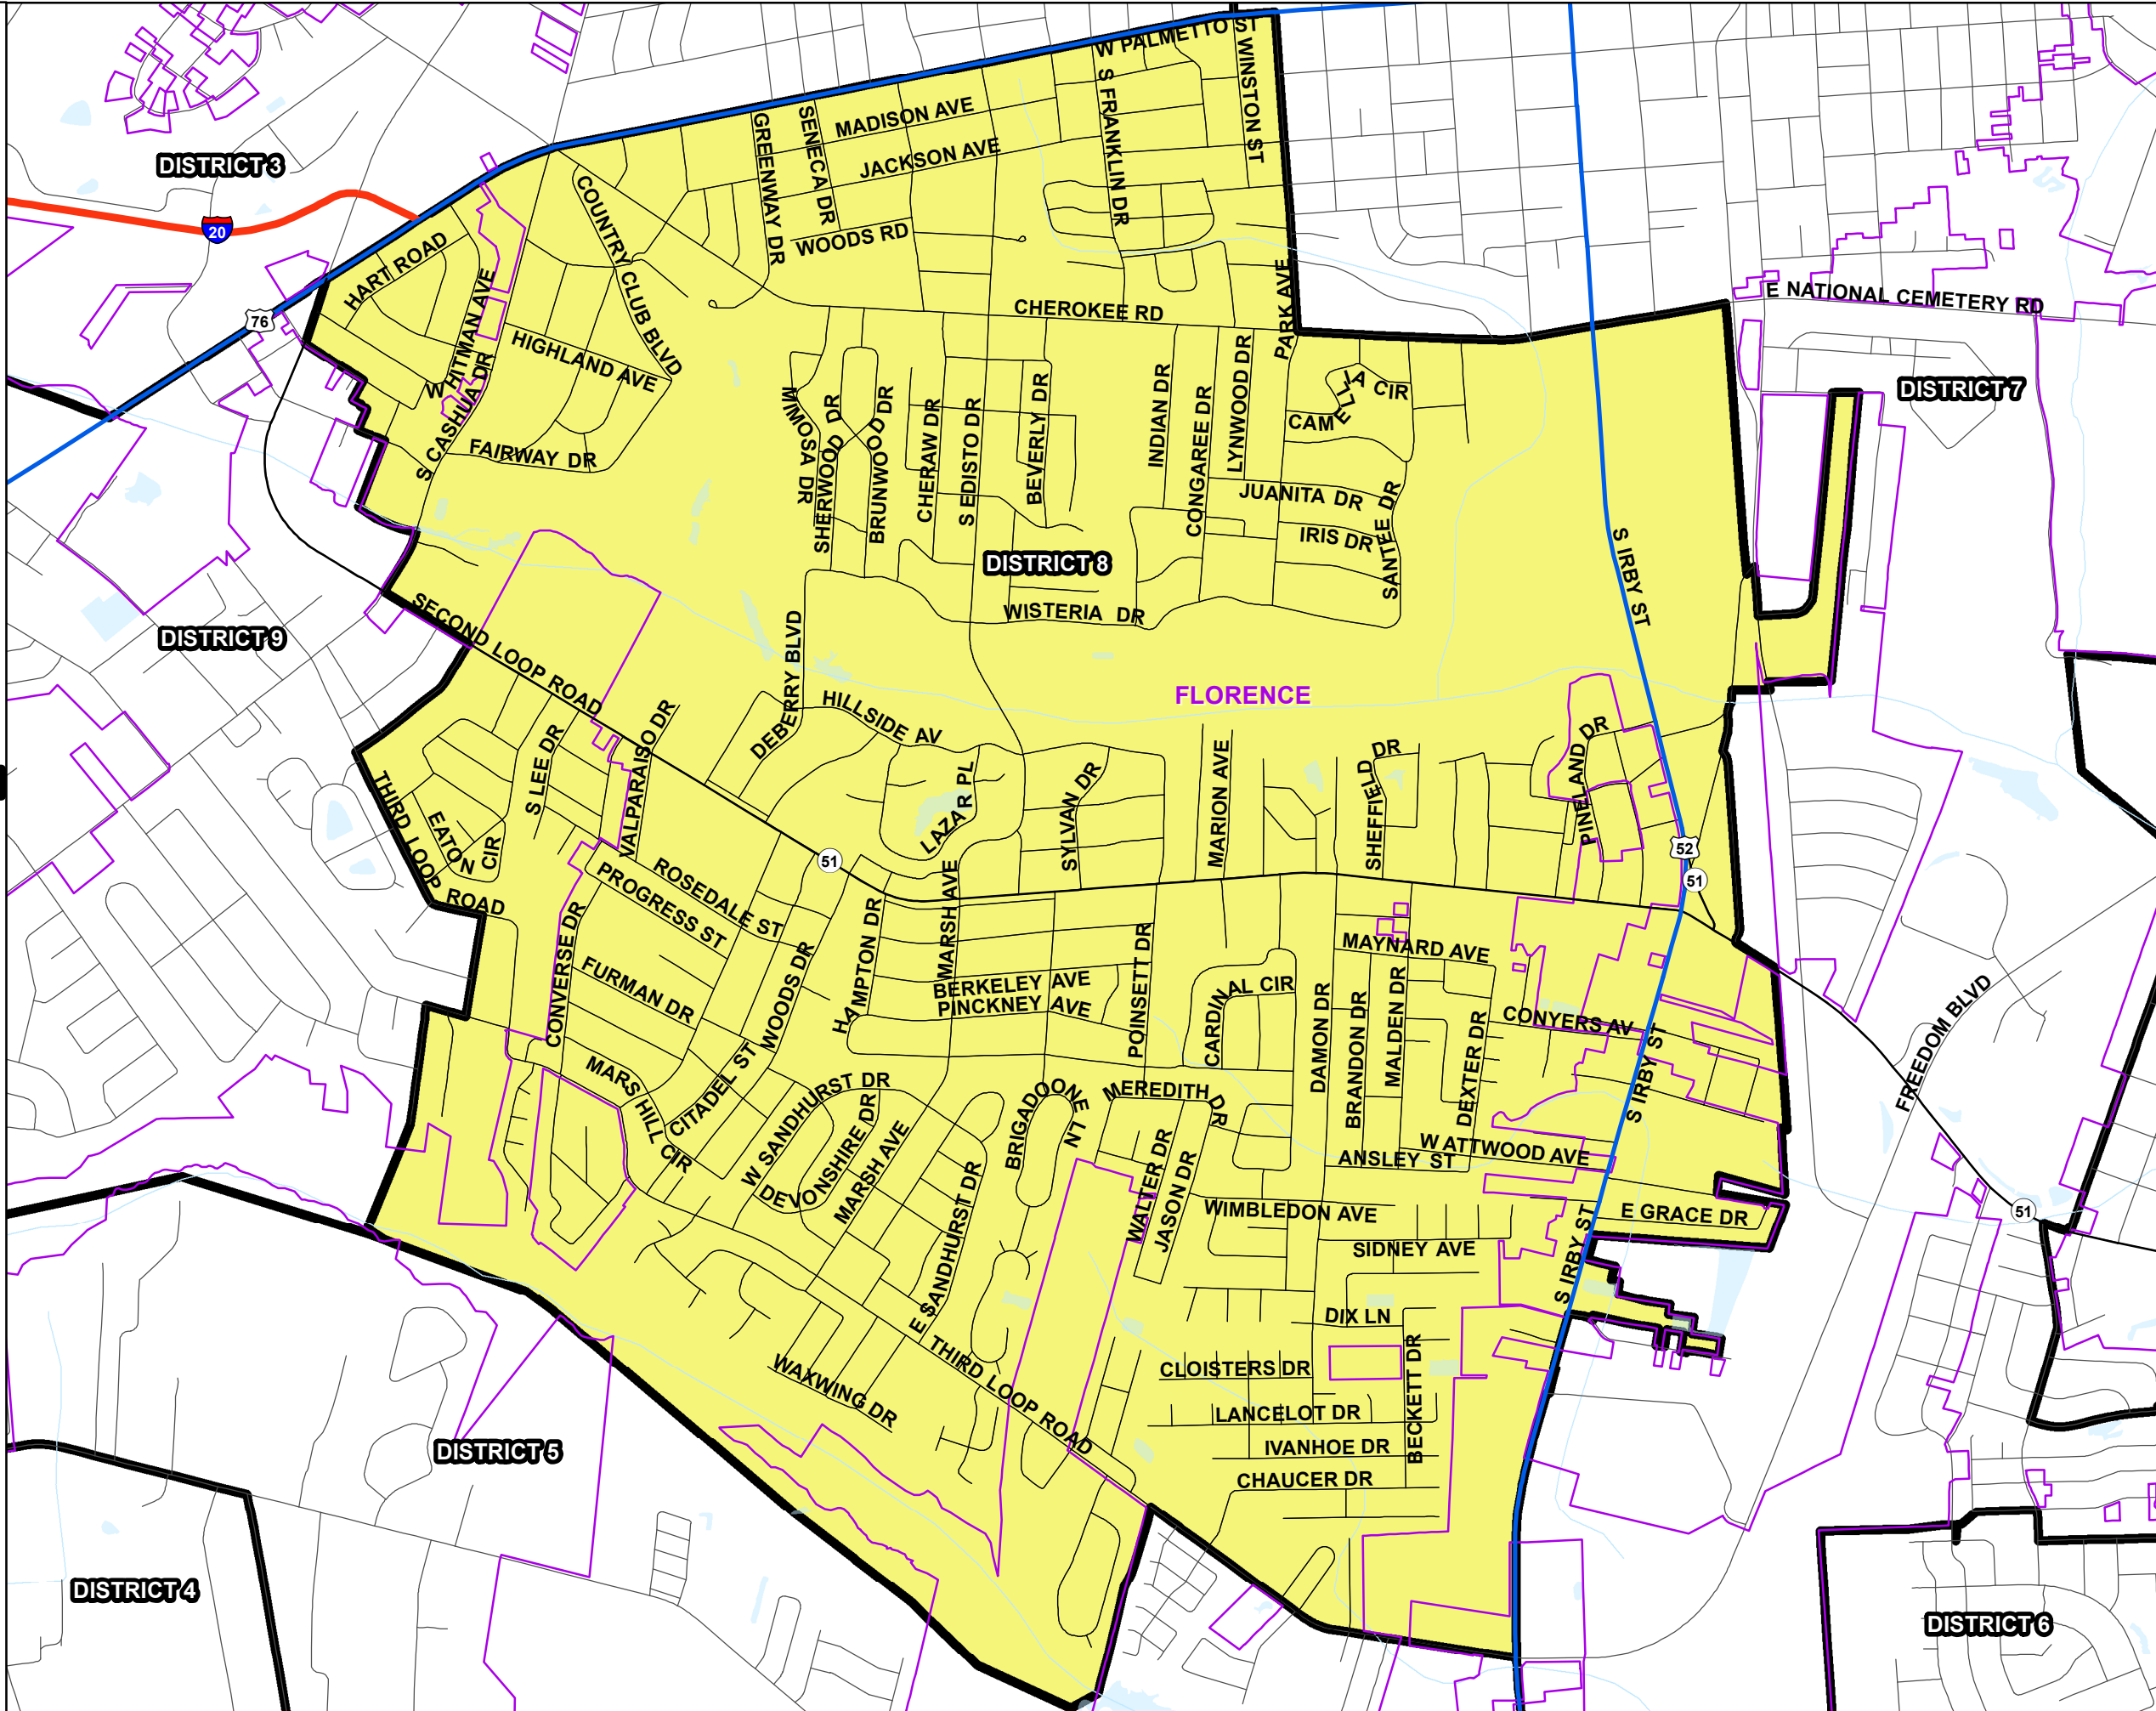 W PALMETTO ST
WINSTON ST
S FRANKLIN DR
MADISON AVE
SENECA DR
GREENWAY DR
JACKSON AVE
DISTRICT 3
20
COUNTRY CLUB BLVD
WOODS RD
HART ROAD
PARK AVE
E NATIONAL CEMETERY RD
CHEROKEE RD
76
WHITMAN AVE
HIGHLAND AVE
DISTRICT 7
S CASHUA DR
FAIRWAY DR
MIMOSA DR
SHERWOOD DR
BRUNWOOD DR
CHERAW DR
S EDISTO DR
BEVERLY DR
INDIAN DR
CONGAREE DR
LYNWOOD DR
CAMELLIA CIR
JUANITA DR
IRIS DR
SANTEE DR
S IRBY ST
DISTRICT 8
WISTERIA DR
SECOND LOOP ROAD
DISTRICT 9
DEBERRY BLVD
FLORENCE
HILLSIDE AV
VALPARAISO DR
S LEE DR
LAZAR PL
SYLVAN DR
MARION AVE
SHEFFIELD DR
PINELAND DR
THIRD LOOP ROAD
EATON CIR
52
51
51
ROSEDALE ST
PROGRESS ST
CONVERSE DR
FURMAN DR
WOODS DR
HAMPTON DR
MARSH AVE
BERKELEY AVE
PINCKNEY AVE
POINSETT DR
CARDINAL CIR
MAYNARD AVE
DAMON DR
BRANDON DR
MALDEN DR
DEXTER DR
CONYERS AV
S IRBY ST
FREEDOM BLVD
MARS HILL CIR
CITADEL ST
W SANDHURST DR
DEVONSHIRE DR
MARSH AVE
BRIGADOONE LN
MEREDITH DR
WALTER DR
JASON DR
W ATTWOOD AVE
ANSLEY ST
WIMBLEDON AVE
E GRACE DR
51
SIDNEY AVE
S IRBY ST
E SANDHURST DR
DIX LN
THIRD LOOP ROAD
WAXWING DR
CLOISTERS DR
BECKETT DR
LANCELOT DR
IVANHOE DR
CHAUCER DR
DISTRICT 5
DISTRICT 4
DISTRICT 6